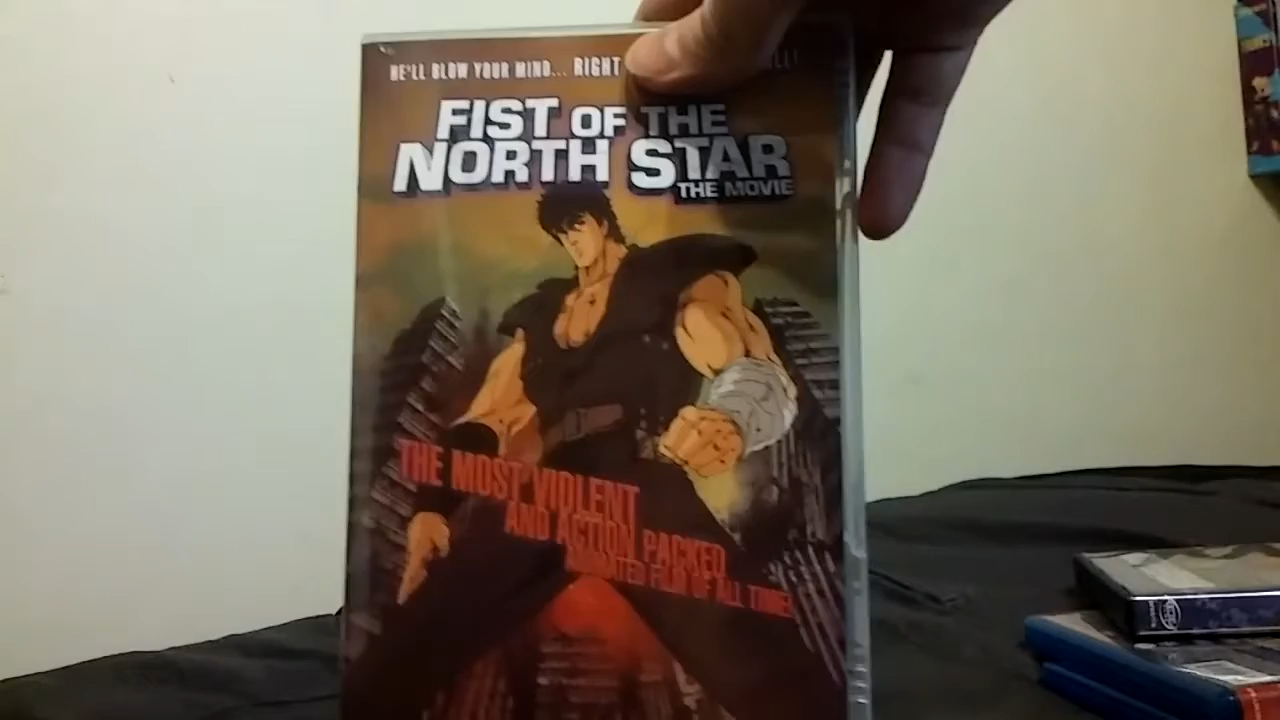 HE'LL BLOW YOUR MIND... RIGHT
FIST OF THE
NORTH STAR
THE MOVIE
THE MOST VIOLENT
AND ACTION PACKED
ANIMATED FILM OF ALL TIME!